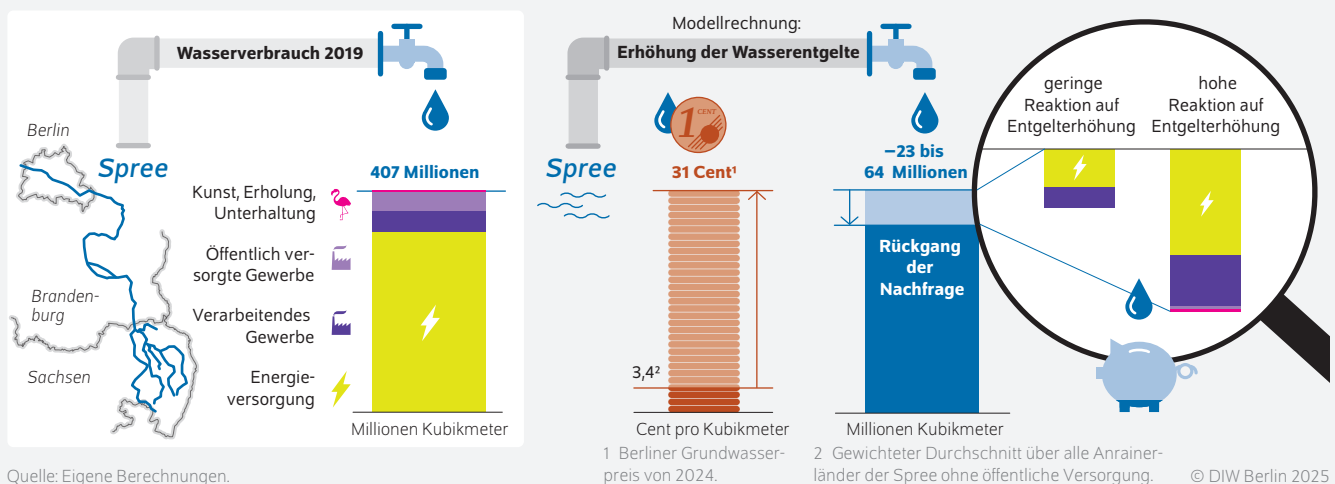 Wasserverbrauch 2019
Berlin
Spree
Branden-
burg
Sachsen
407 Millionen
Kunst, Erholung,
Unterhaltung
Öffentlich ver-
sorgte Gewerbe
Verarbeitendes
Gewerbe
Energie-
versorgung
Millionen Kubikmeter
Modellrechnung:
Erhöhung der Wasserentgelte
Spree
1 CENT
31 Cent¹
3,4²
Cent pro Kubikmeter
−23 bis
64 Millionen
Rückgang
der
Nachfrage
Millionen Kubikmeter
geringe
Reaktion auf
Entgelterhöhung
hohe
Reaktion auf
Entgelterhöhung
1 Berliner Grundwasser-
preis von 2024.
2 Gewichteter Durchschnitt über alle Anrainer-
länder der Spree ohne öffentliche Versorgung.
Quelle: Eigene Berechnungen.
© DIW Berlin 2025